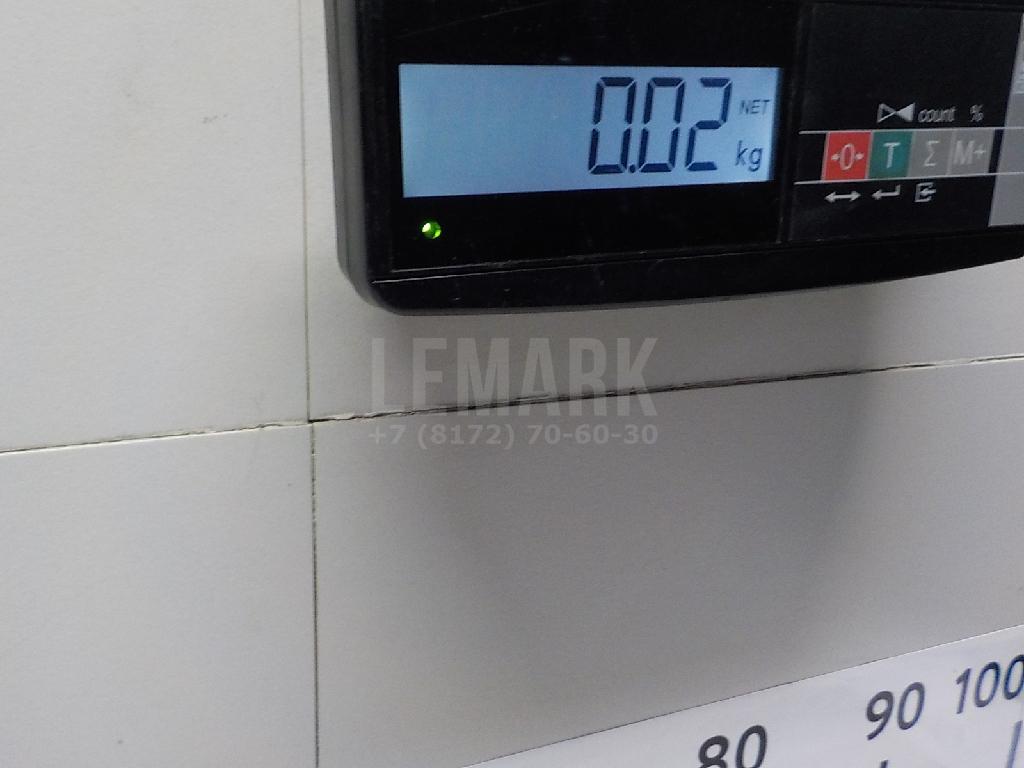 0.02 NET kg
count %
→0← T Σ M+
LEMARK
+7 (8172) 70-60-30
80 90 100